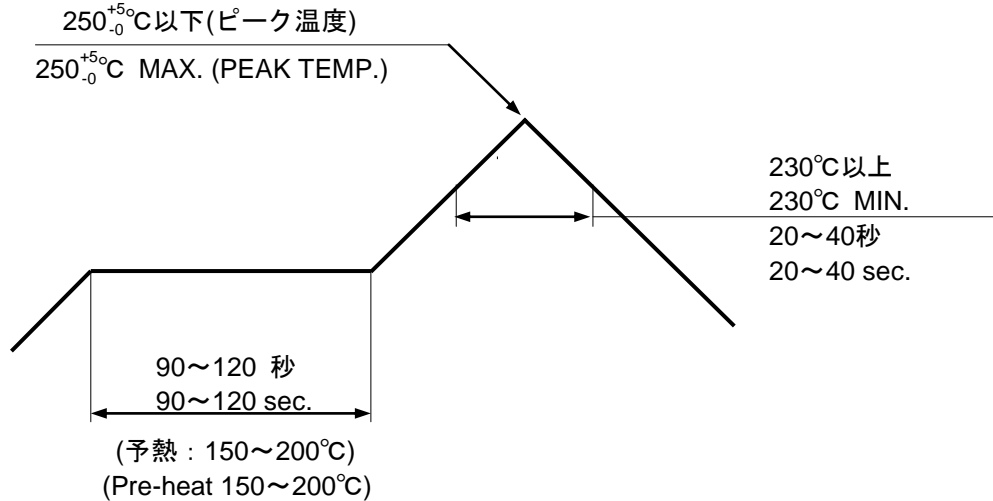 250+5-0℃以下(ピーク温度)
250+5-0℃ MAX. (PEAK TEMP.)
230℃以上
230℃ MIN.
20～40秒
20～40 sec.
90～120 秒
90～120 sec.
(予熱：150～200℃)
(Pre-heat 150～200℃)